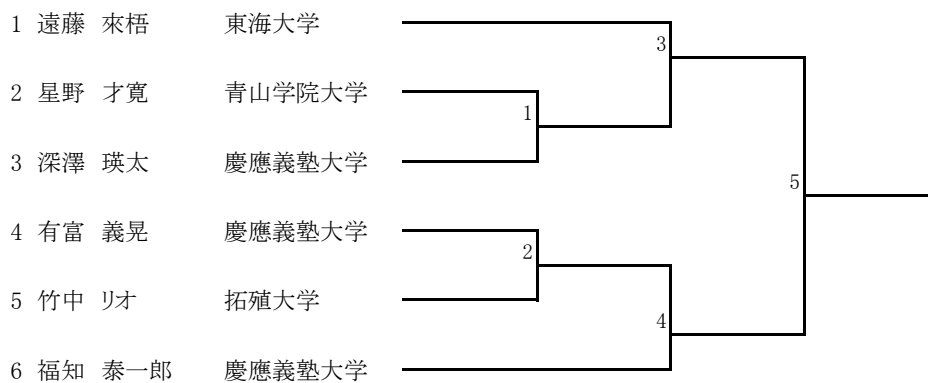 1 遠藤 來梧 東海大学
3
2 星野 才寛 青山学院大学
1
3 深澤 瑛太 慶應義塾大学
5
4 有富 義晃 慶應義塾大学
2
5 竹中 リオ 拓殖大学
4
6 福知 泰一郎 慶應義塾大学